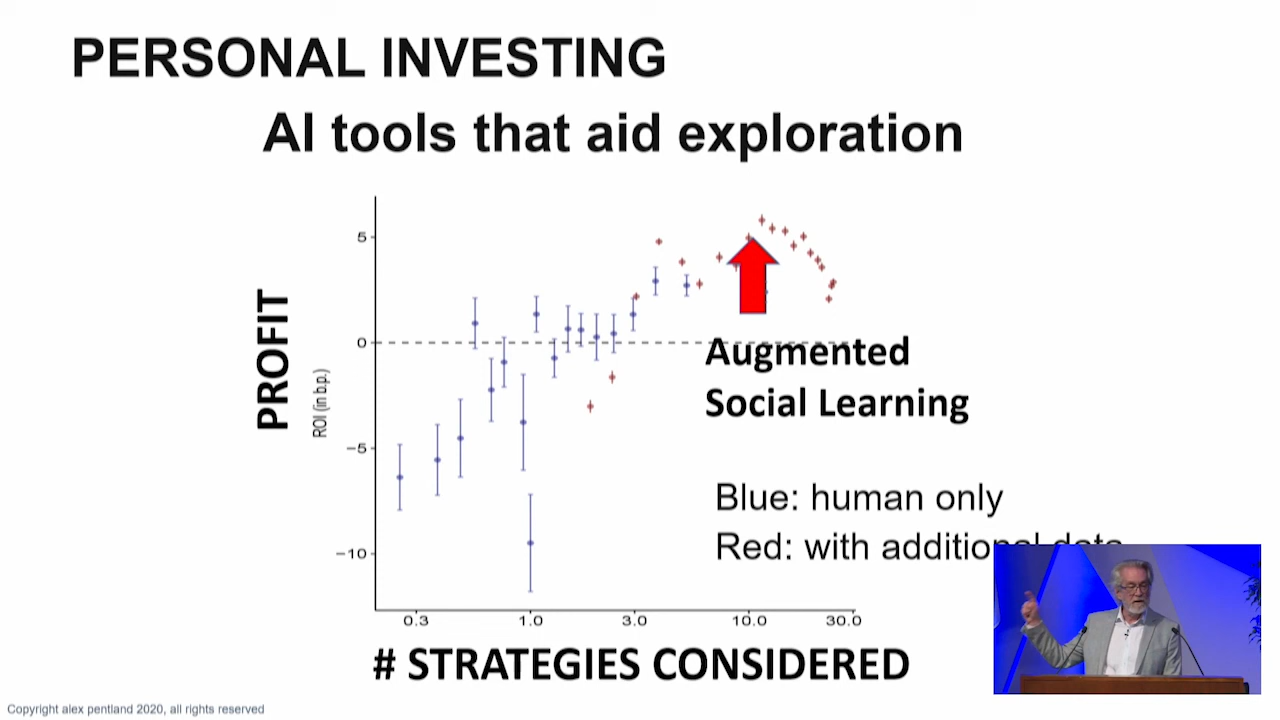 PERSONAL INVESTING
AI tools that aid exploration
PROFIT
ROI (in b.p.)
5
0
−5
−10
Augmented
Social Learning
Blue: human only
Red: with additional data
0.3 1.0 3.0 10.0 30.0
# STRATEGIES CONSIDERED
Copyright alex pentland 2020, all rights reserved